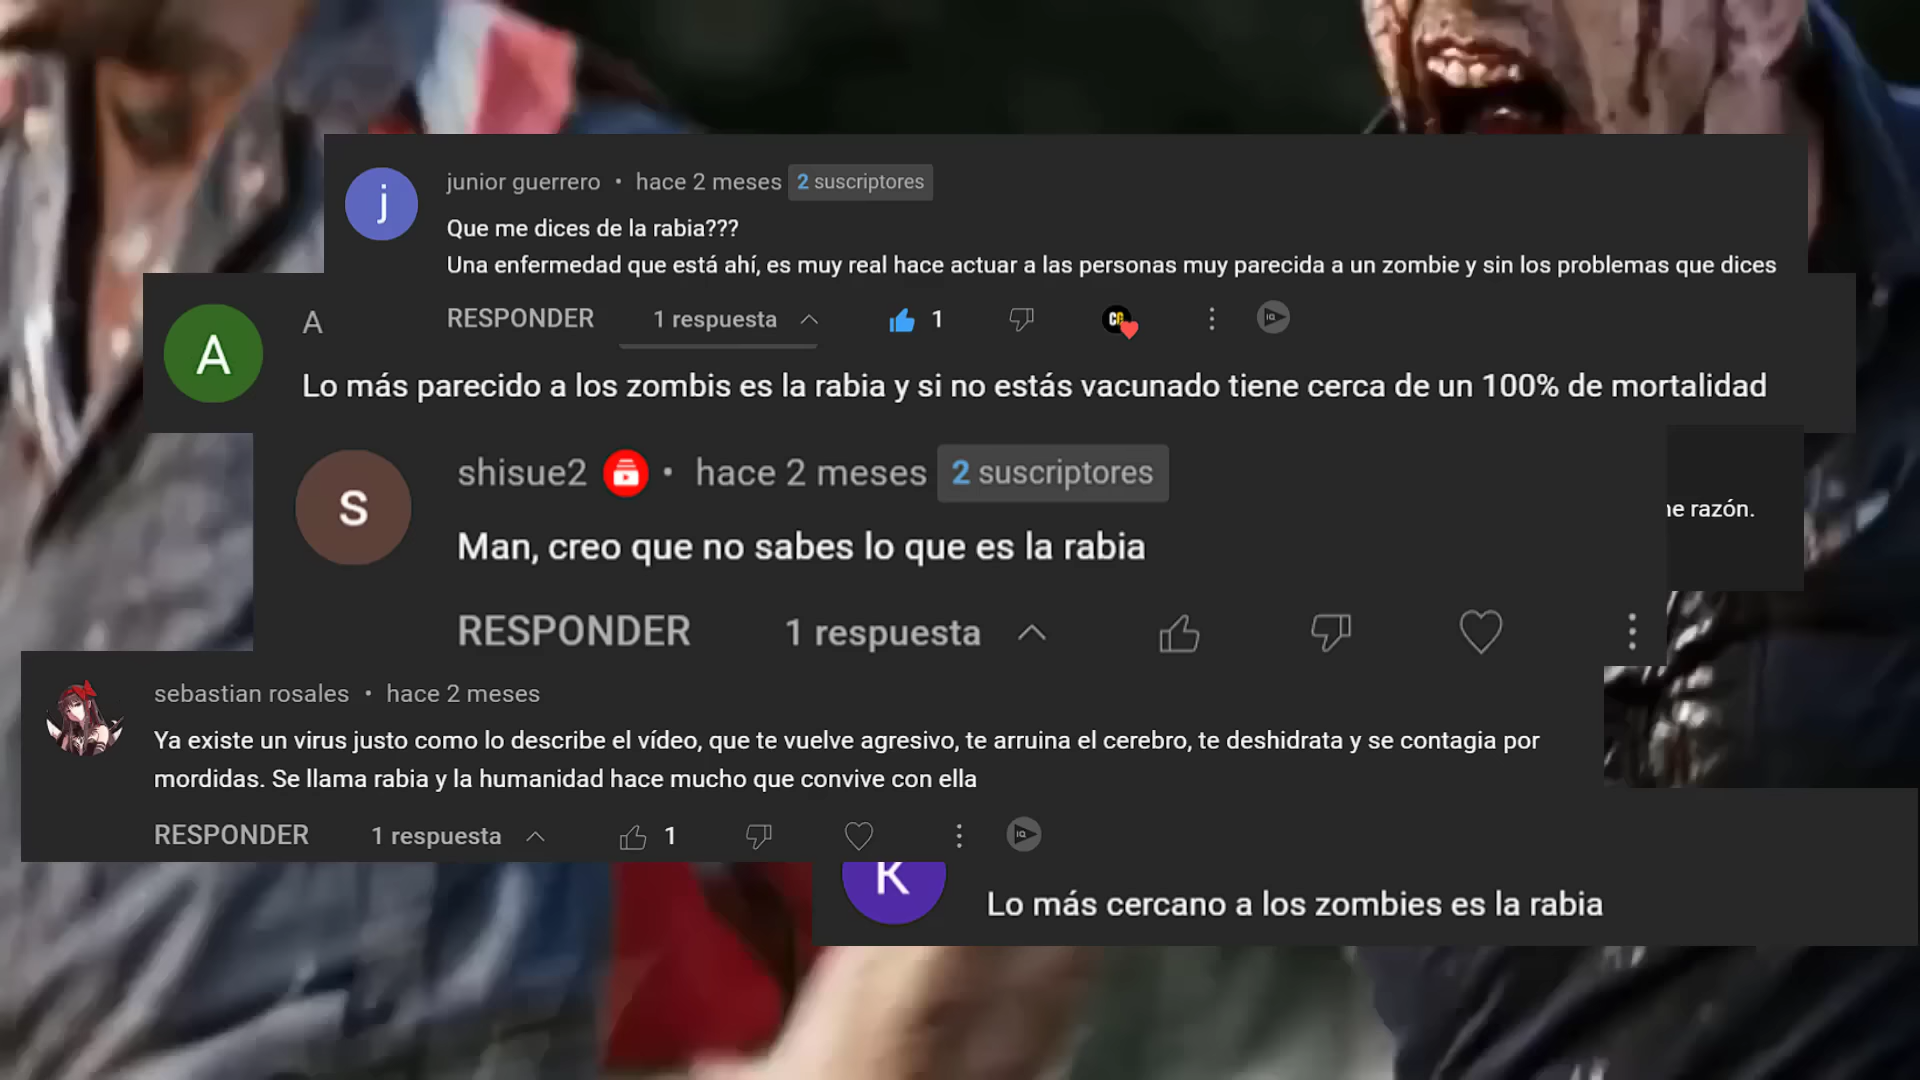 j
junior guerrero • hace 2 meses 2 suscriptores
Que me dices de la rabia???
Una enfermedad que está ahí, es muy real hace actuar a las personas muy parecida a un zombie y sin los problemas que dices
RESPONDER 1 respuesta 1 CC IQ
A
A
Lo más parecido a los zombis es la rabia y si no estás vacunado tiene cerca de un 100% de mortalidad
S
shisue2 • hace 2 meses 2 suscriptores
razón.
Man, creo que no sabes lo que es la rabia
RESPONDER 1 respuesta
sebastian rosales • hace 2 meses
Ya existe un virus justo como lo describe el vídeo, que te vuelve agresivo, te arruina el cerebro, te deshidrata y se contagia por
mordidas. Se llama rabia y la humanidad hace mucho que convive con ella
RESPONDER 1 respuesta 1 IQ
K
Lo más cercano a los zombies es la rabia